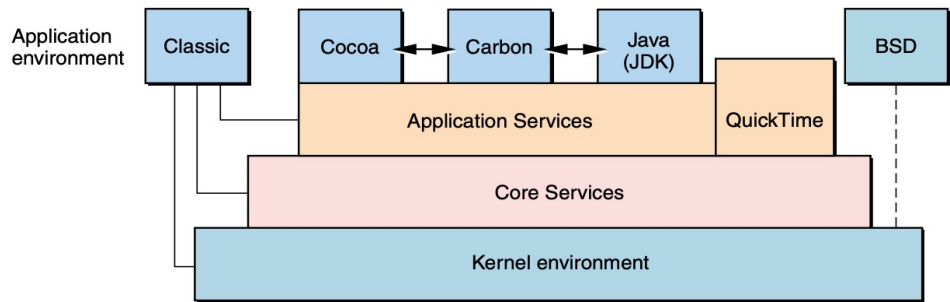 Application
environment
Classic
Cocoa
Carbon
Java
(JDK)
BSD
Application Services
QuickTime
Core Services
Kernel environment